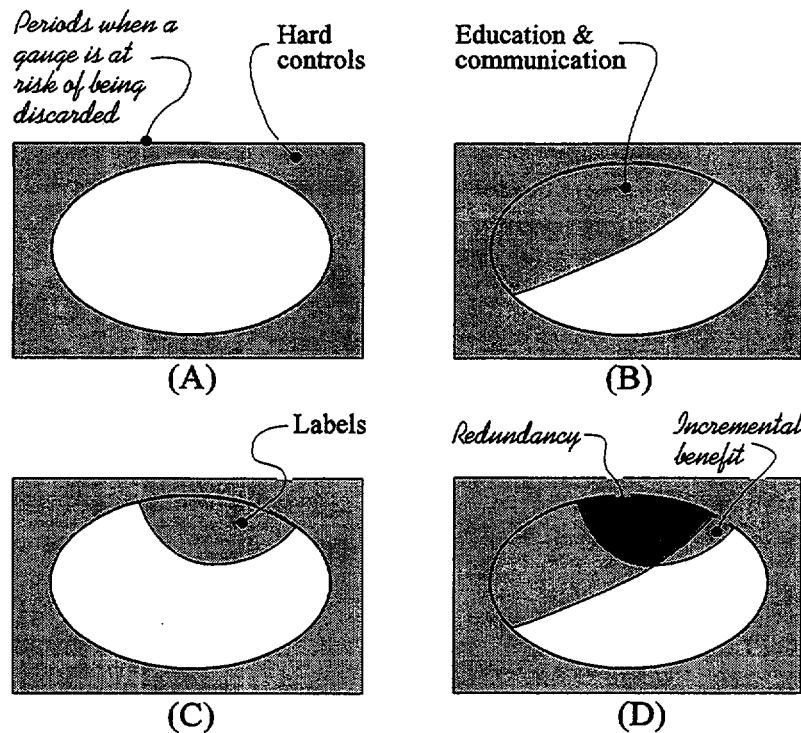 Periods when a
gauge is at
risk of being
discarded
Hard
controls
Education &
communication
(A)
(B)
Labels
Redundancy
Incremental
benefit
(C)
(D)